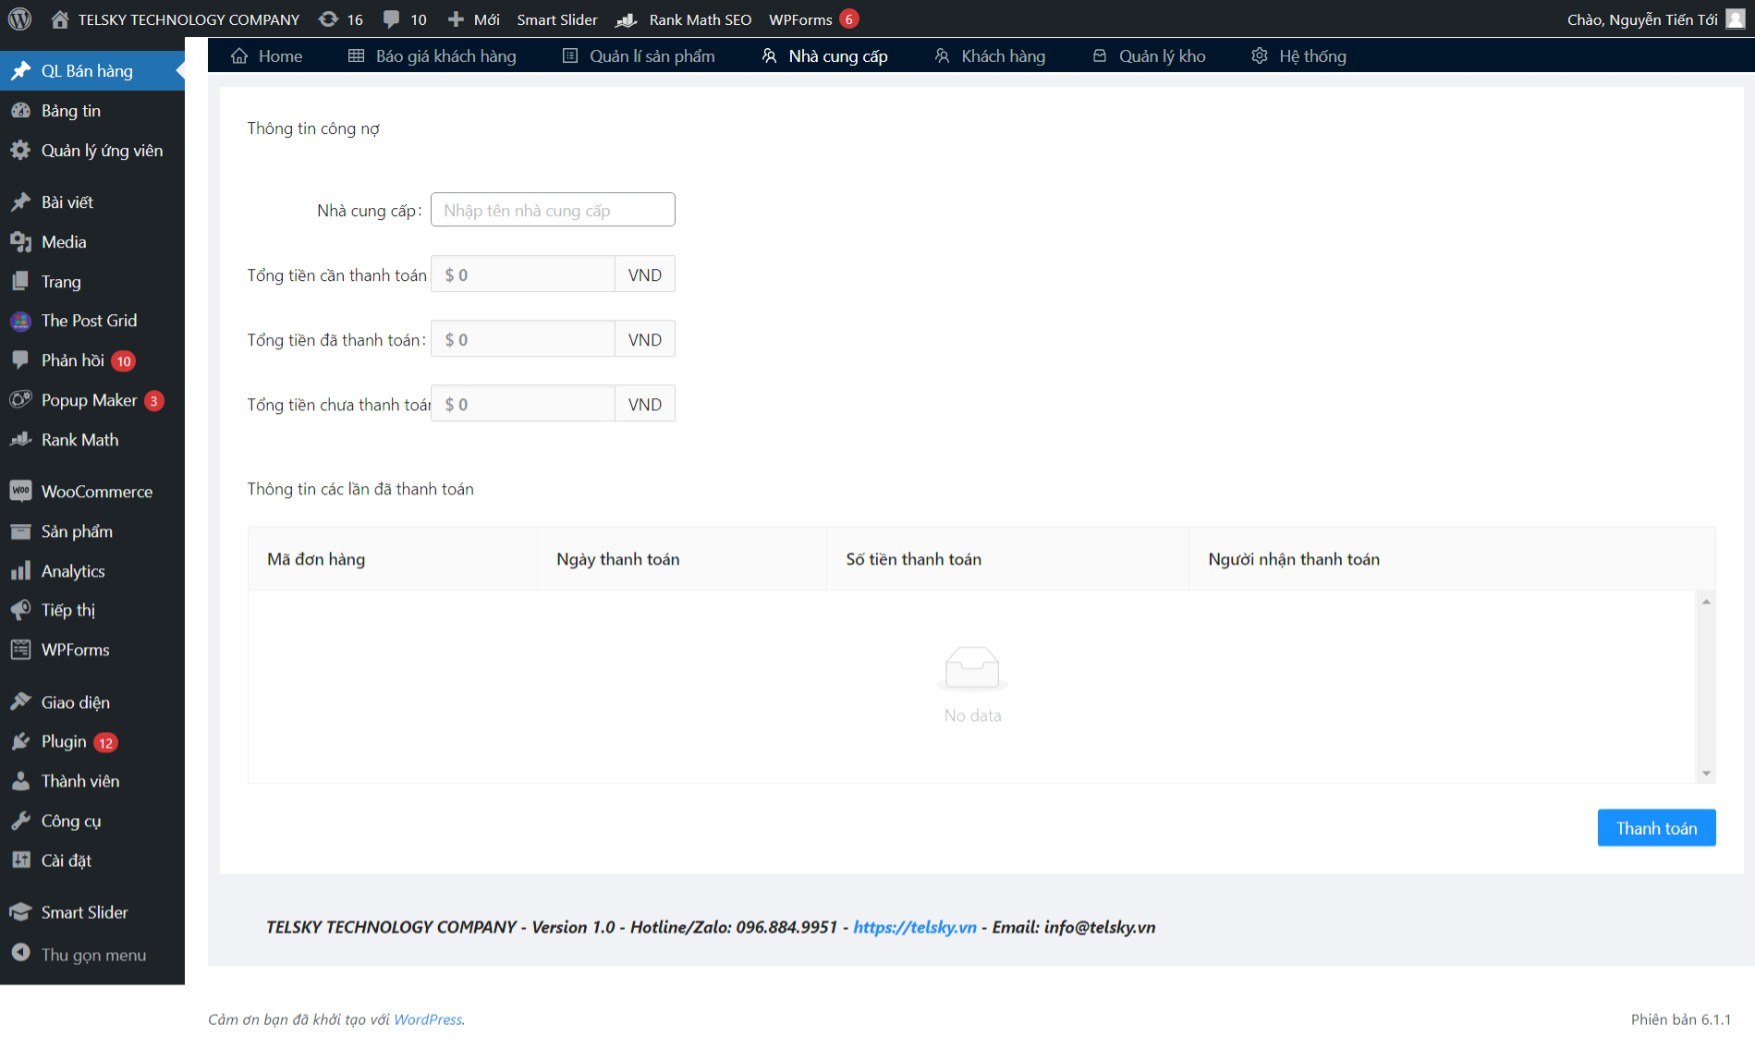 TELSKY TECHNOLOGY COMPANY 16 10 Mới Smart Slider Rank Math SEO WPForms 6 Chào, Nguyễn Tiến Tới
Home Báo giá khách hàng Quản lí sản phẩm Nhà cung cấp Khách hàng Quản lý kho Hệ thống
QL Bán hàng
Bảng tin
Quản lý ứng viên
Bài viết
Media
Trang
The Post Grid
Phản hồi 10
Popup Maker 3
Rank Math
WooCommerce
Sản phẩm
Analytics
Tiếp thị
WPForms
Giao diện
Plugin 12
Thành viên
Công cụ
Cài đặt
Smart Slider
Thu gọn menu
Thông tin công nợ
Nhà cung cấp: Nhập tên nhà cung cấp
Tổng tiền cần thanh toán $ 0 VND
Tổng tiền đã thanh toán: $ 0 VND
Tổng tiền chưa thanh toán $ 0 VND
Thông tin các lần đã thanh toán
Mã đơn hàng Ngày thanh toán Số tiền thanh toán Người nhận thanh toán
No data
Thanh toán
TELSKY TECHNOLOGY COMPANY - Version 1.0 - Hotline/Zalo: 096.884.9951 - https://telsky.vn - Email: info@telsky.vn
Cảm ơn bạn đã khởi tạo với WordPress. Phiên bản 6.1.1